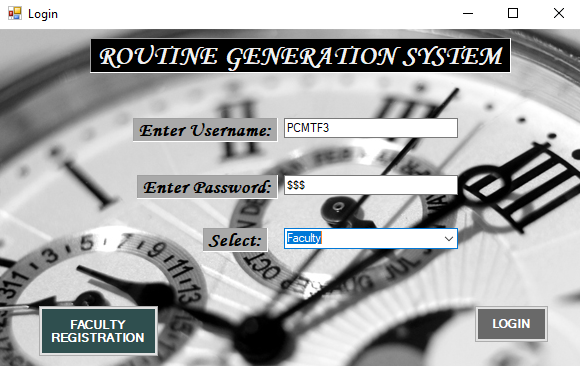 Login
ROUTINE GENERATION SYSTEM
Enter Username:
PCMTF3
Enter Password:
$$$
Select:
Faculty
FACULTY
REGISTRATION
LOGIN